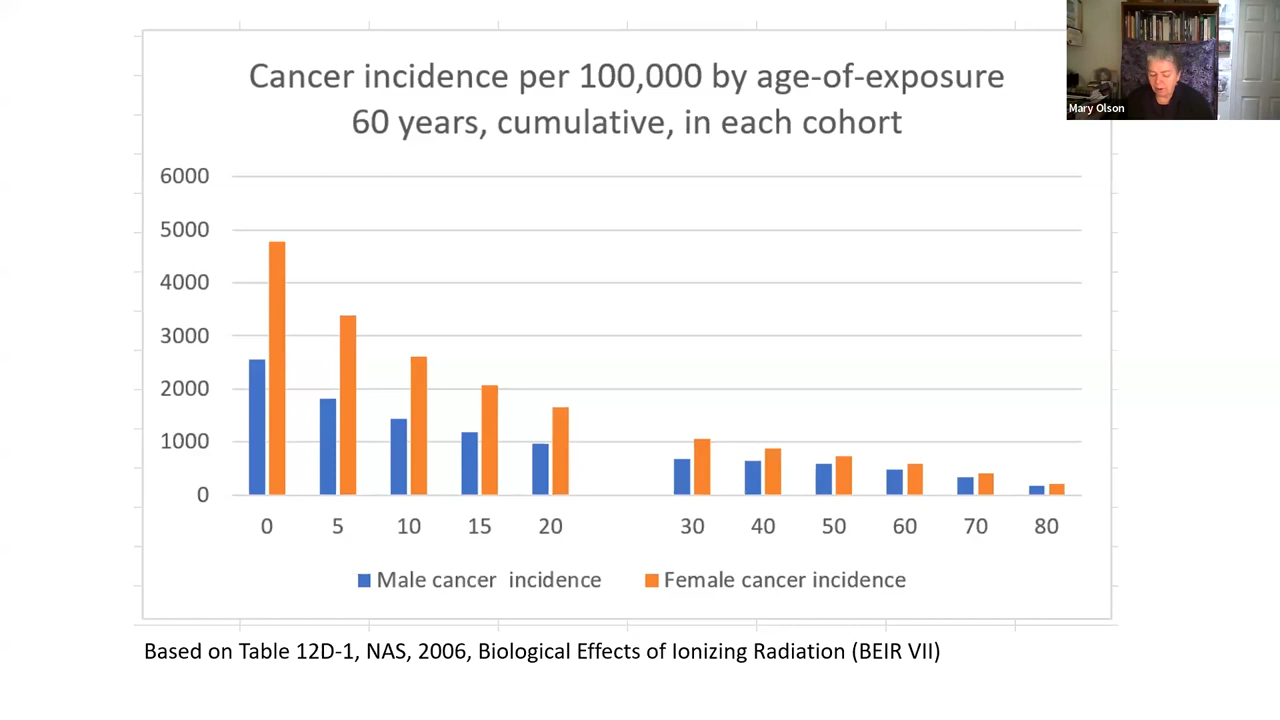 Cancer incidence per 100,000 by age-of-exposure
60 years, cumulative, in each cohort
Mary Olson
6000
5000
4000
3000
2000
1000
0
0 5 10 15 20 30 40 50 60 70 80
Male cancer incidence Female cancer incidence
Based on Table 12D-1, NAS, 2006, Biological Effects of Ionizing Radiation (BEIR VII)